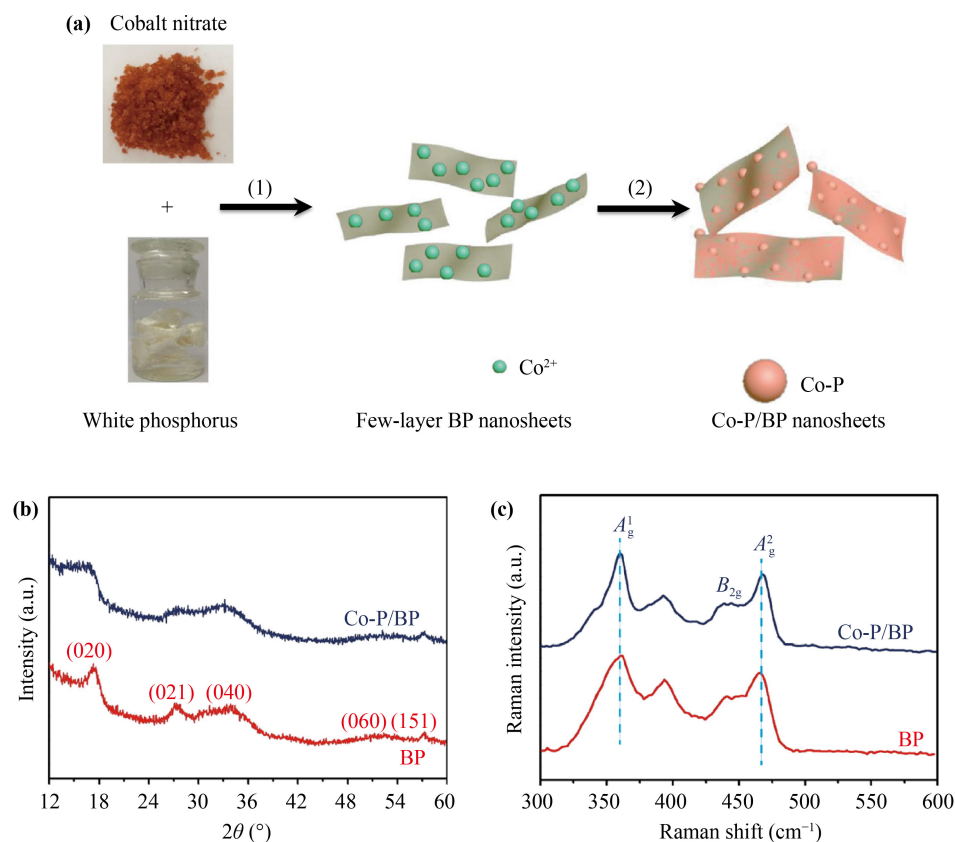 (a) Cobalt nitrate
+
(1)
(2)
Co²⁺
Co-P
White phosphorus
Few-layer BP nanosheets
Co-P/BP nanosheets
(b)
Intensity (a.u.)
Co-P/BP
(020)
(021)
(040)
(060) (151)
BP
12 18 24 30 36 42 48 54 60
2θ (°)
(c)
Raman intensity (a.u.)
A¹g
A²g
B₂g
Co-P/BP
BP
300 350 400 450 500 550 600
Raman shift (cm⁻¹)